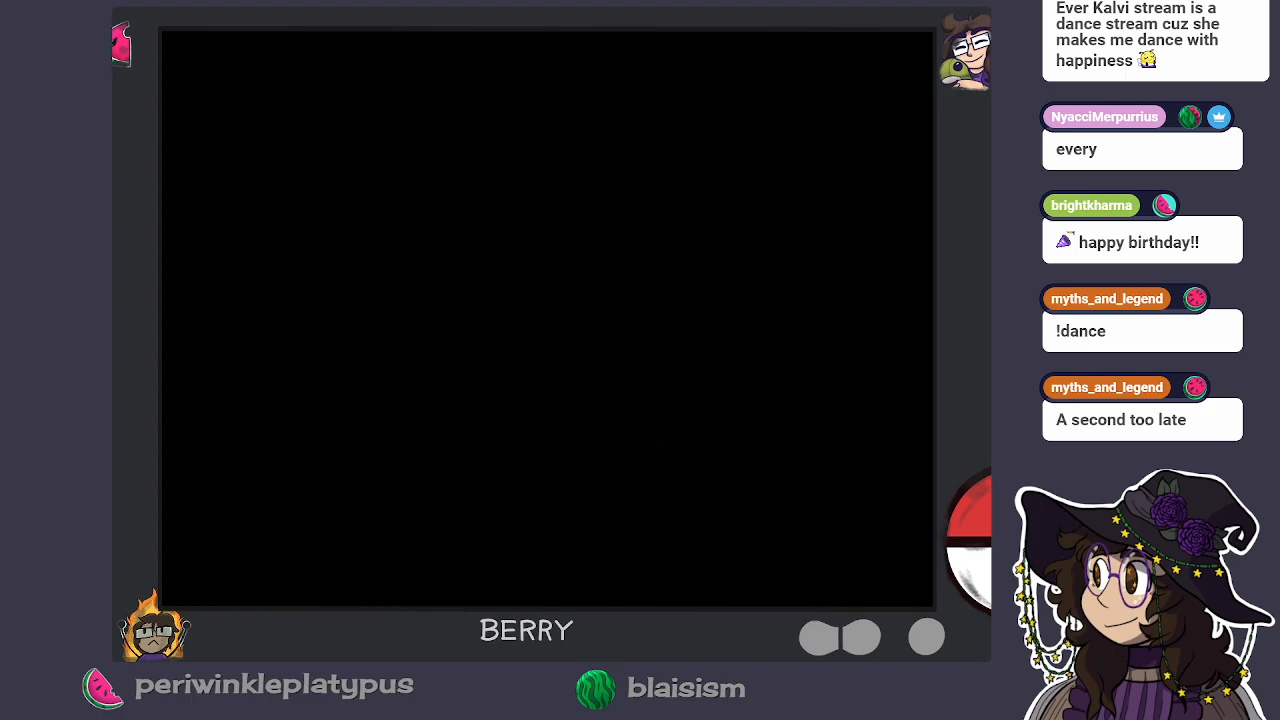 Ever Kalvi stream is a
dance stream cuz she
makes me dance with
happiness
NyacciMerpurrius
every
brightkharma
happy birthday!!
myths_and_legend
!dance
myths_and_legend
A second too late
BERRY
periwinkleplatypus
blaisism